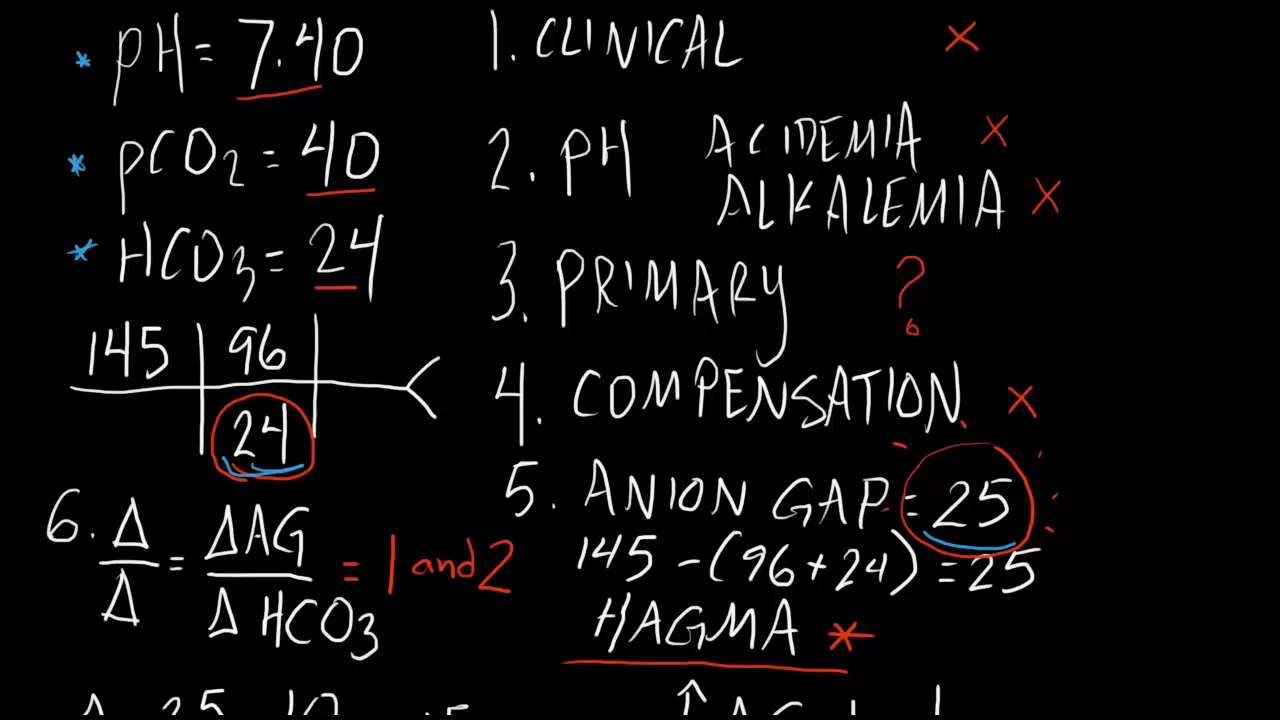 * pH = 7.40
* pCO2 = 40
* HCO3 = 24
145 96
24
6. Δ/Δ = ΔAG/ΔHCO3 = 1 and 2
1. CLINICAL X
2. PH ACIDEMIA X
ALKALEMIA X
3. PRIMARY ?
4. COMPENSATION X
5. ANION GAP = 25
145 - (96 + 24) = 25
HAGMA *